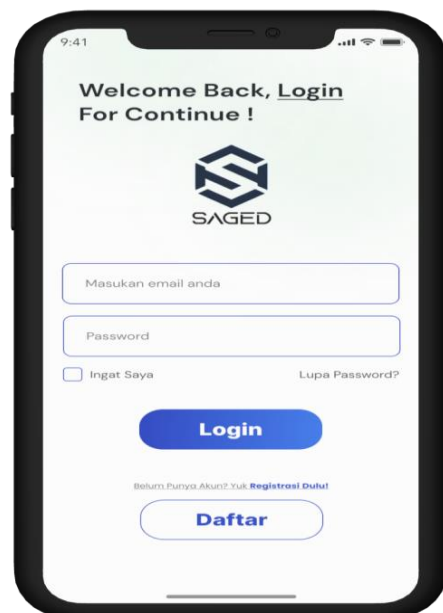 9:41
Welcome Back, Login
For Continue !
SAGED
Masukan email anda
Password
Ingat Saya Lupa Password?
Login
Belum Punya Akun? Yuk Registrasi Dulu!
Daftar